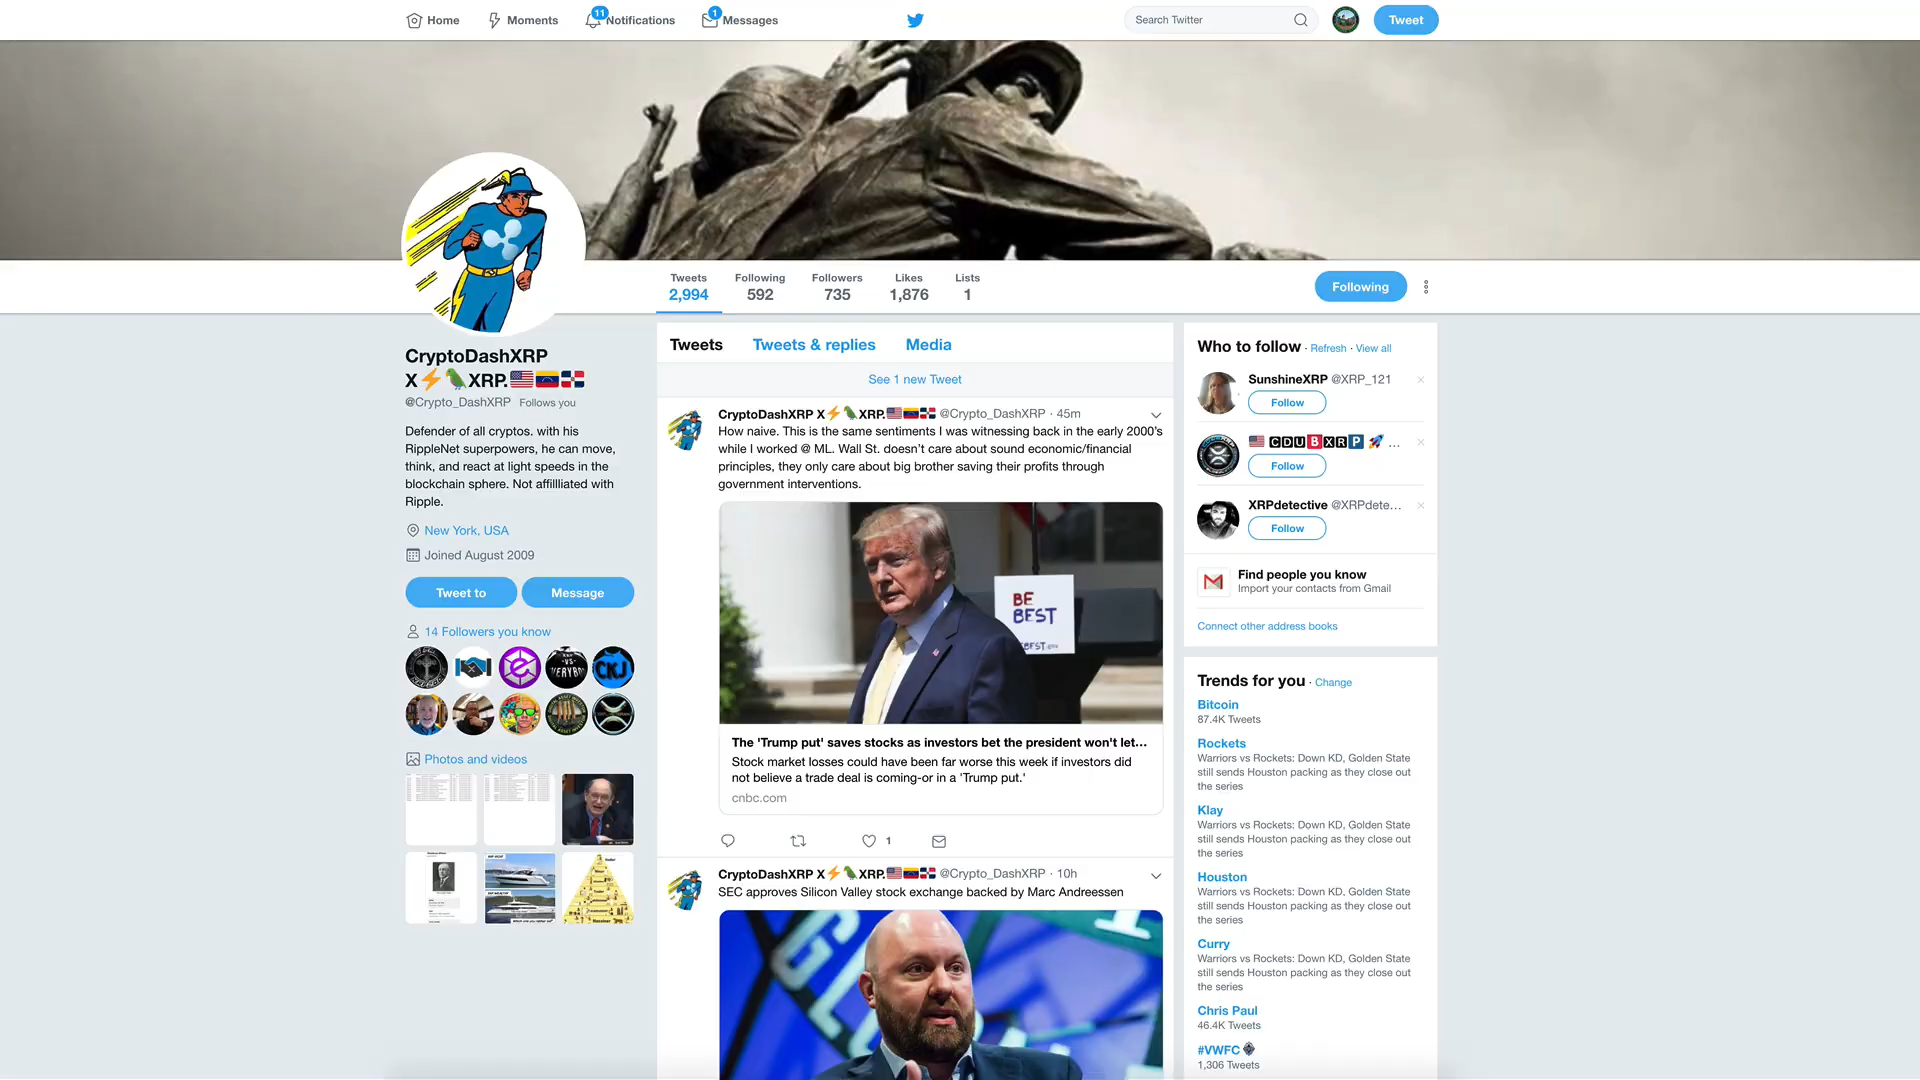 Home
Moments
11
Notifications
1
Messages
Search Twitter
Tweet
Tweets
2,994
Following
592
Followers
735
Likes
1,876
Lists
1
Following
CryptoDashXRP
X⚡🦜XRP.🇺🇸🇻🇪🇩🇴
@Crypto_DashXRP Follows you
Defender of all cryptos. with his
RippleNet superpowers, he can move,
think, and react at light speeds in the
blockchain sphere. Not affillliated with
Ripple.
New York, USA
Joined August 2009
Tweet to
Message
14 Followers you know
CKJ
Photos and videos
Tweets
Tweets & replies
Media
See 1 new Tweet
CryptoDashXRP X⚡🦜XRP.🇺🇸🇻🇪🇩🇴 @Crypto_DashXRP · 45m
How naive. This is the same sentiments I was witnessing back in the early 2000's
while I worked @ ML. Wall St. doesn't care about sound economic/financial
principles, they only care about big brother saving their profits through
government interventions.
BE
BEST
The 'Trump put' saves stocks as investors bet the president won't let...
Stock market losses could have been far worse this week if investors did
not believe a trade deal is coming-or in a 'Trump put.'
cnbc.com
1
CryptoDashXRP X⚡🦜XRP.🇺🇸🇻🇪🇩🇴 @Crypto_DashXRP · 10h
SEC approves Silicon Valley stock exchange backed by Marc Andreessen
Who to follow · Refresh · View all
SunshineXRP @XRP_121
Follow
🇺🇸 CDUBXRP 🚀 ...
Follow
XRPdetective @XRPdete...
Follow
Find people you know
Import your contacts from Gmail
Connect other address books
Trends for you · Change
Bitcoin
87.4K Tweets
Rockets
Warriors vs Rockets: Down KD, Golden State
still sends Houston packing as they close out
the series
Klay
Warriors vs Rockets: Down KD, Golden State
still sends Houston packing as they close out
the series
Houston
Warriors vs Rockets: Down KD, Golden State
still sends Houston packing as they close out
the series
Curry
Warriors vs Rockets: Down KD, Golden State
still sends Houston packing as they close out
the series
Chris Paul
46.4K Tweets
#VWFC
1,306 Tweets